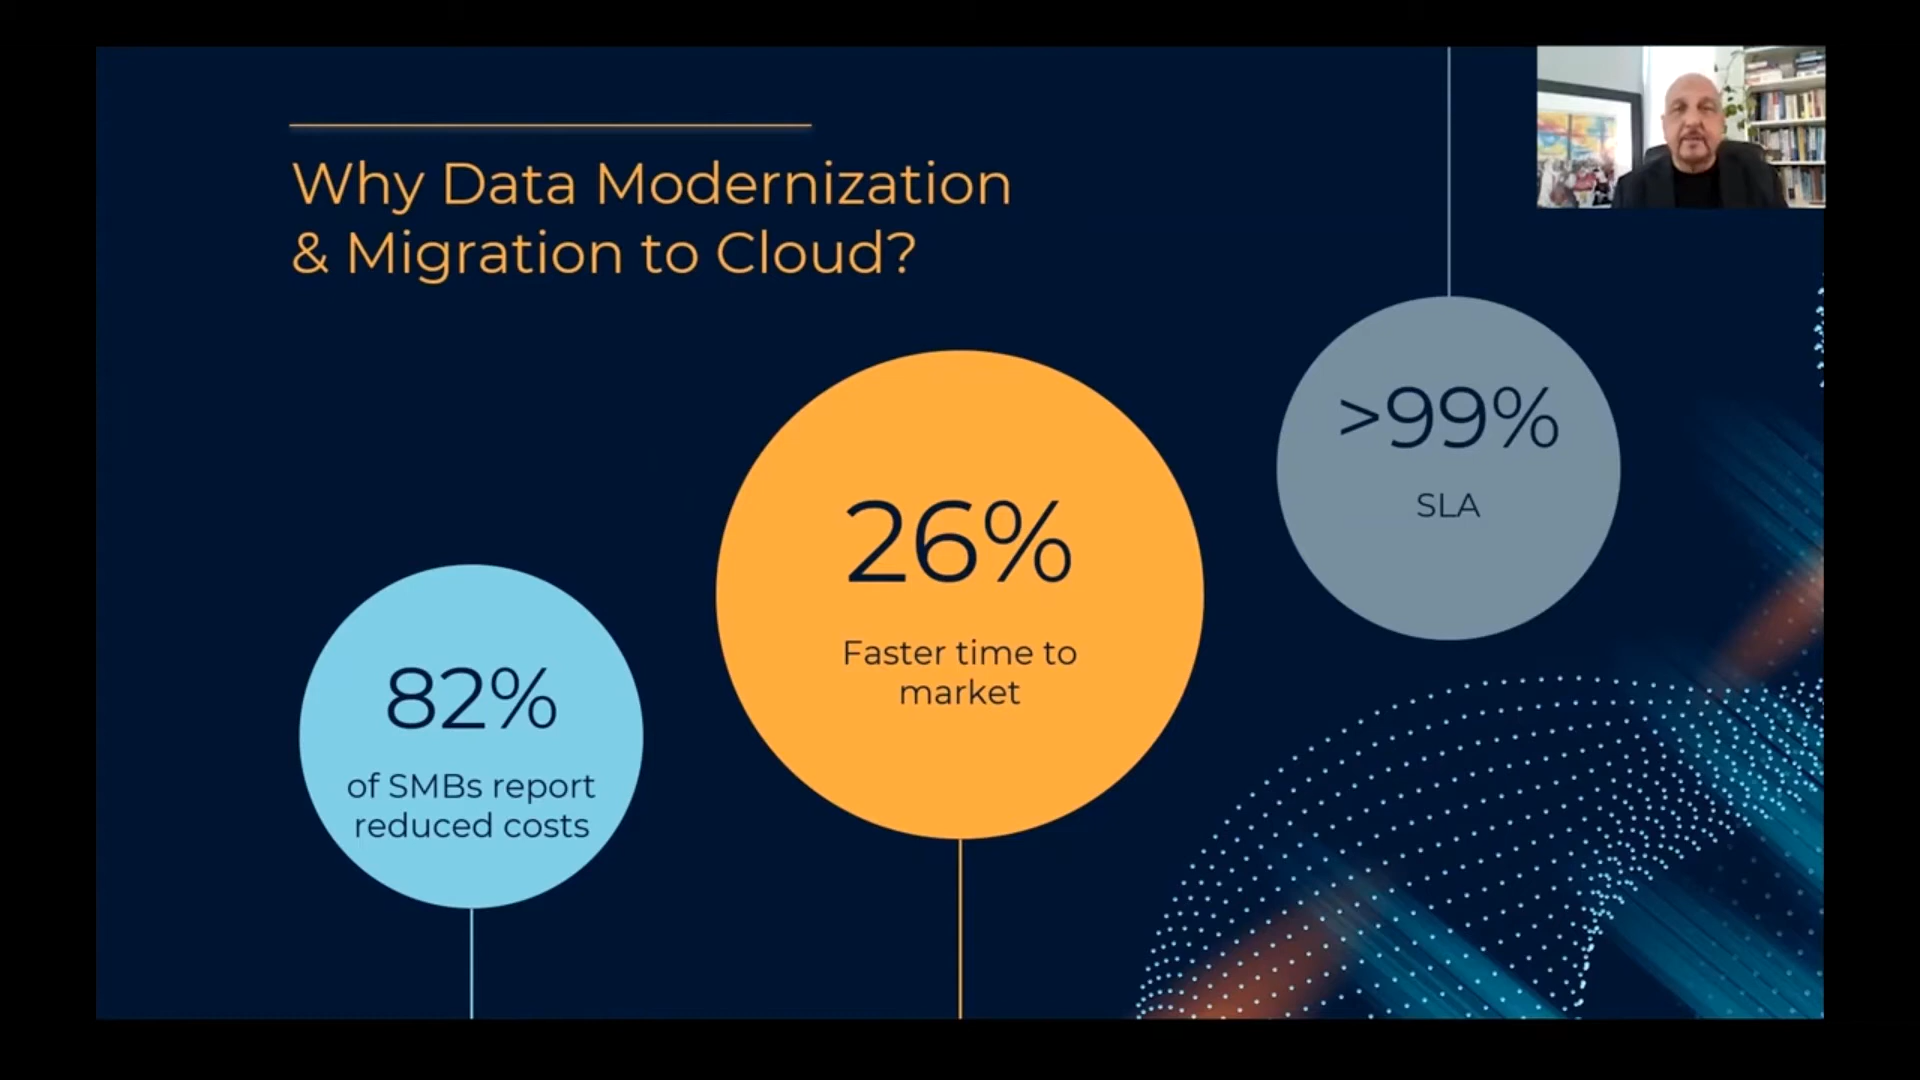 Why Data Modernization
& Migration to Cloud?
82%
of SMBs report
reduced costs
26%
Faster time to
market
>99%
SLA